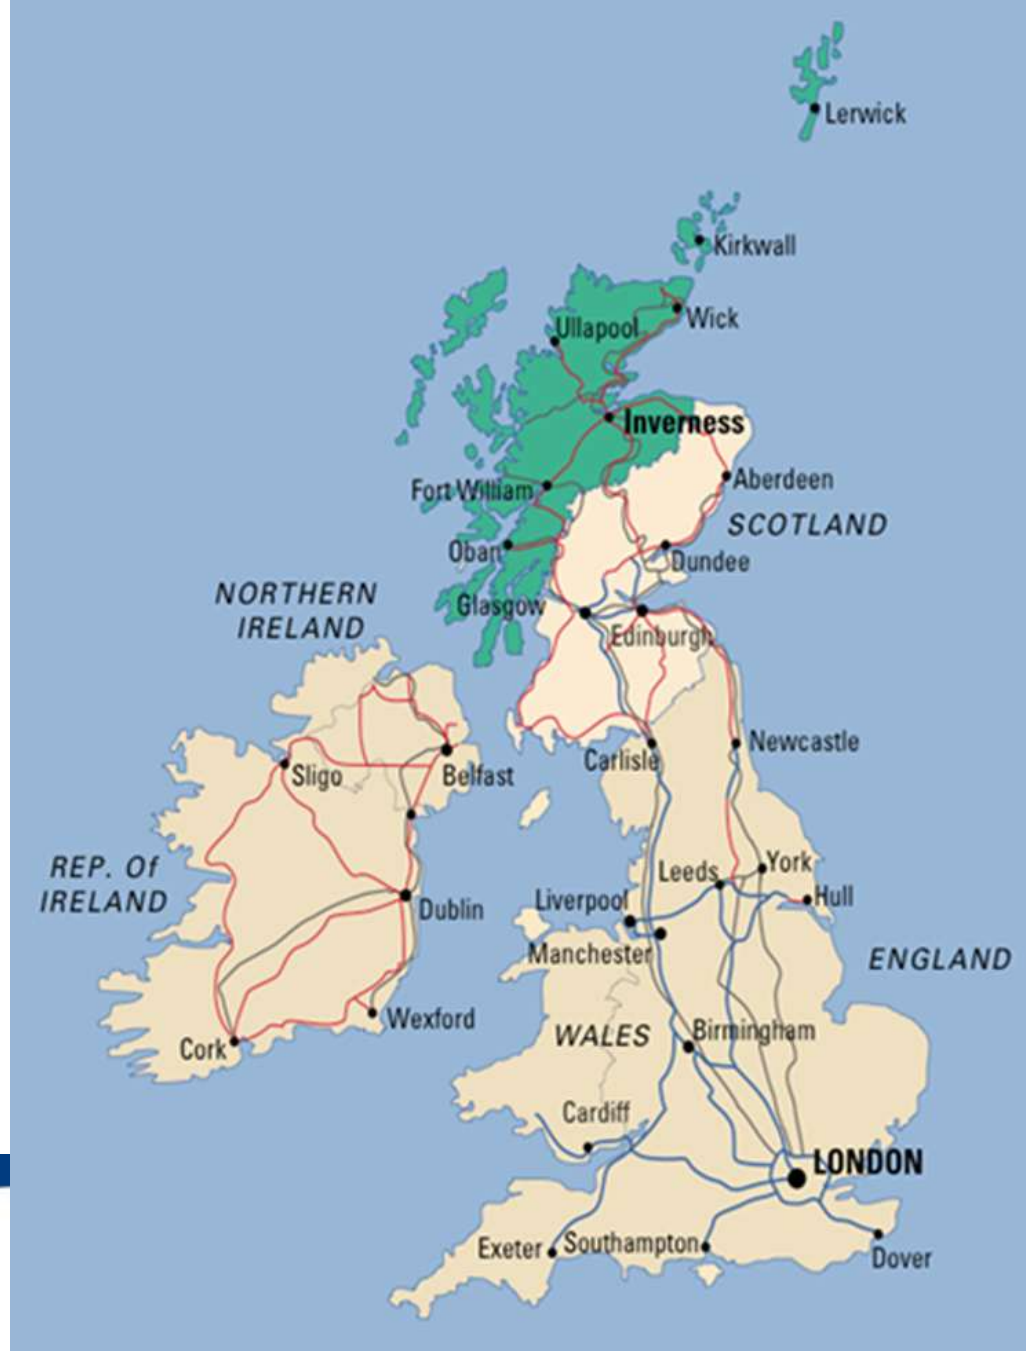 Lerwick
Kirkwall
Wick
Ullapool
Inverness
Fort William
Aberdeen
SCOTLAND
Oban
Dundee
NORTHERN
IRELAND
Glasgow
Edinburgh
Carlisle
Newcastle
Sligo
Belfast
REP. Of
IRELAND
Leeds
York
Hull
Liverpool
Dublin
Manchester
ENGLAND
Wexford
WALES
Birmingham
Cork
Cardiff
LONDON
Exeter
Southampton
Dover